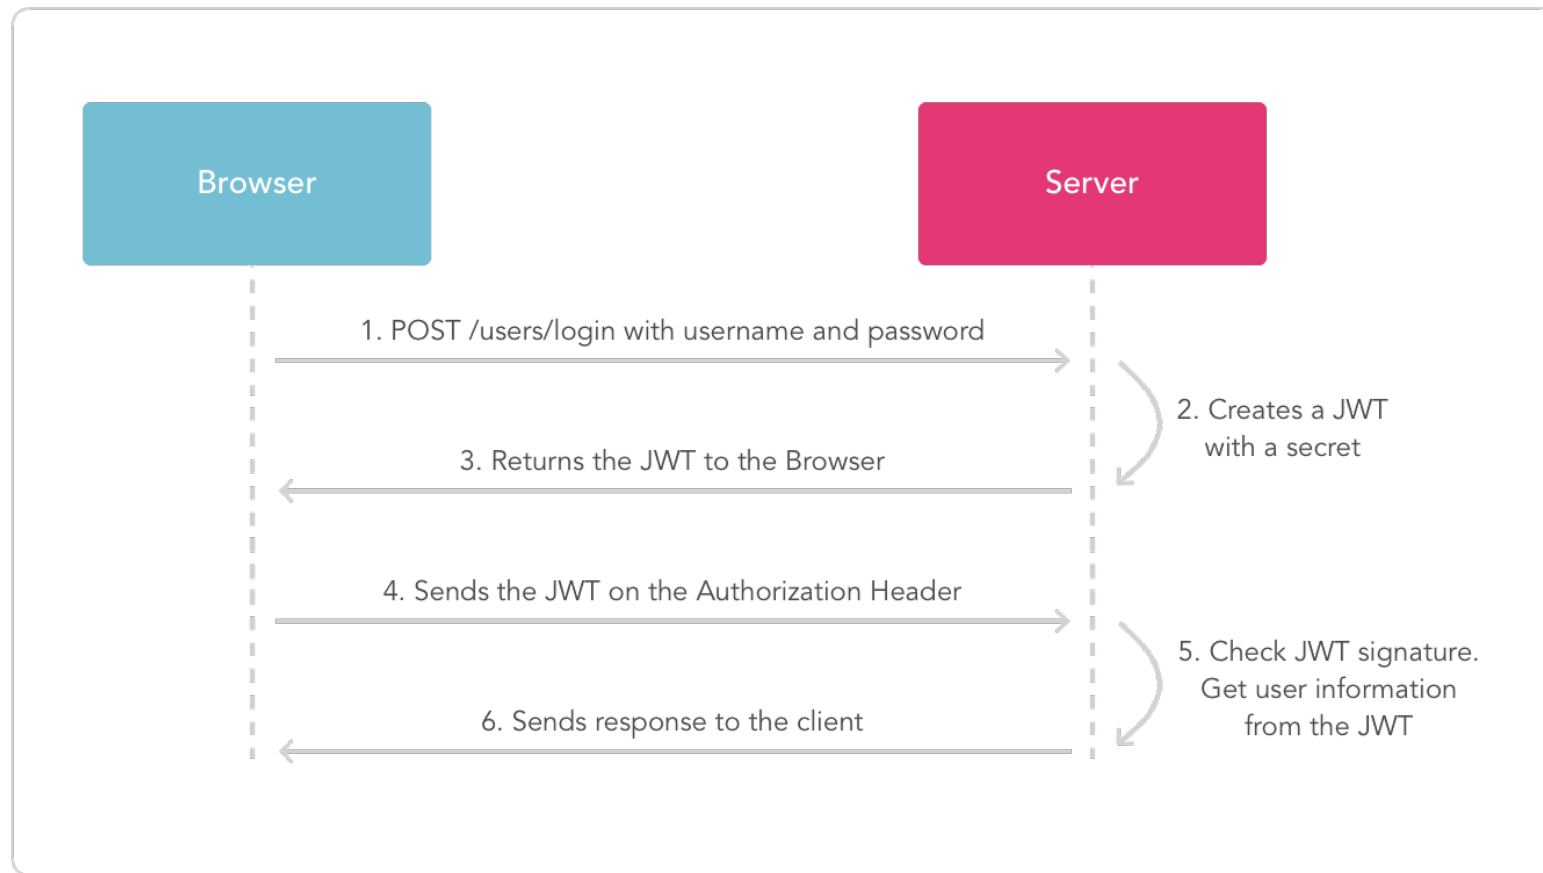 Browser
Server
1. POST /users/login with username and password
2. Creates a JWT
with a secret
3. Returns the JWT to the Browser
4. Sends the JWT on the Authorization Header
5. Check JWT signature.
Get user information
from the JWT
6. Sends response to the client